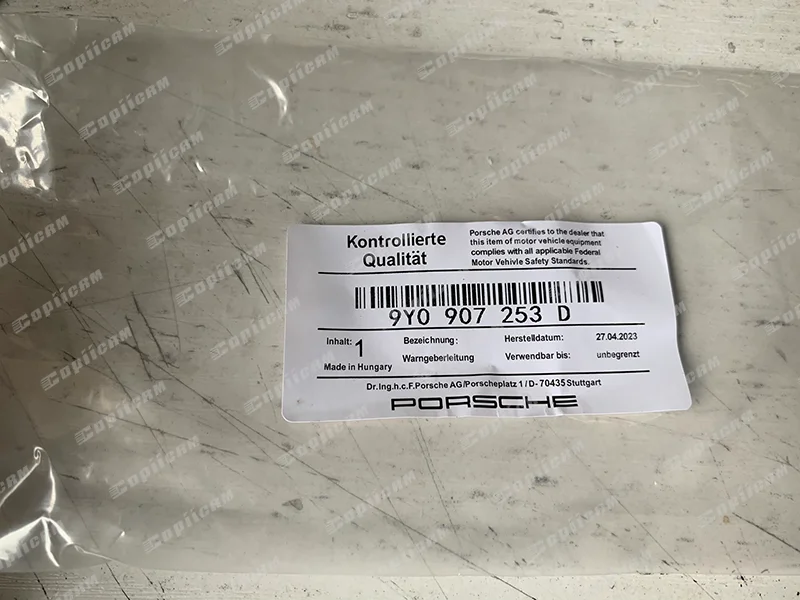 Kontrollierte
Qualität
Porsche AG certifies to the dealer that
this item of motor vehicle equipment
complies with all applicable Federal
Motor Vehivle Safety Standards.
9Y0 907 253 D
Inhalt: 1
Made in Hungary
Bezeichnung:
Warngeberleitung
Herstelldatum: 27.04.2023
Verwendbar bis: unbegrenzt
Dr.Ing.h.c.F.Porsche AG/Porscheplatz 1/D-70435 Stuttgart
PORSCHE
CopiiCAM